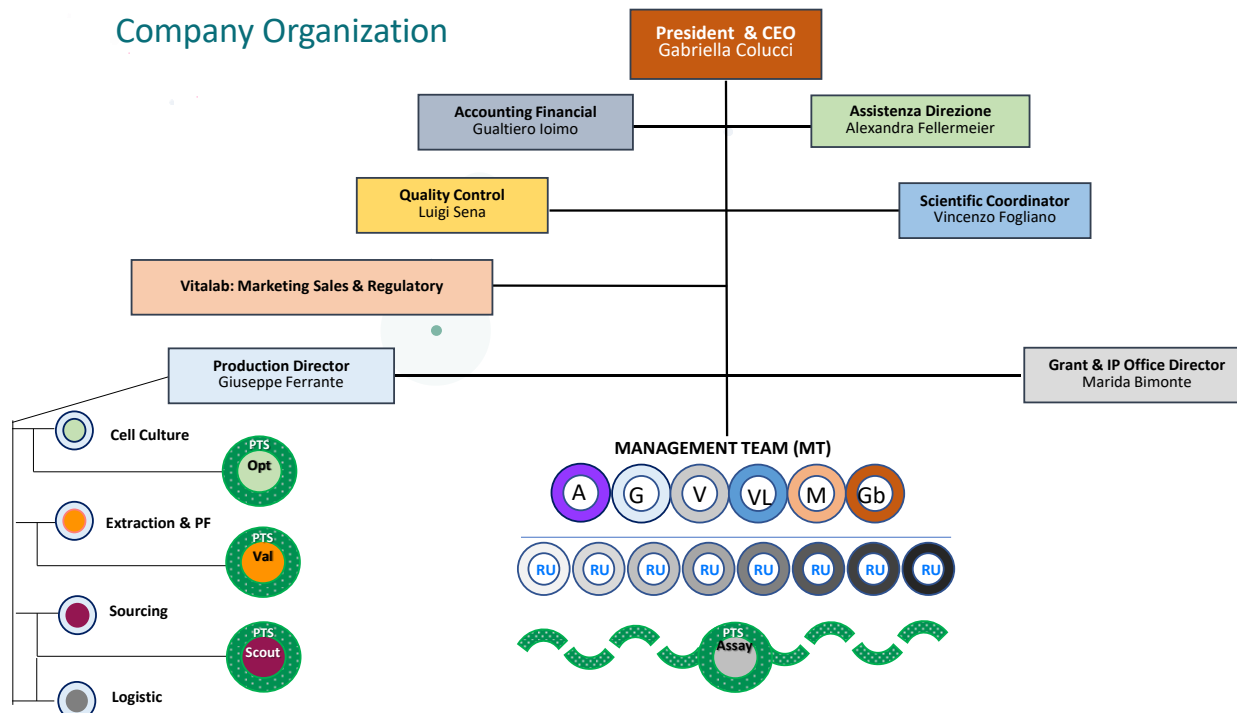 Company Organization
President & CEO
Gabriella Colucci
Accounting Financial
Gualtiero Ioimo
Assistenza Direzione
Alexandra Fellermeier
Quality Control
Luigi Sena
Scientific Coordinator
Vincenzo Fogliano
Vitalab: Marketing Sales & Regulatory
Production Director
Giuseppe Ferrante
Grant & IP Office Director
Marida Bimonte
Cell Culture
PTS
Opt
Extraction & PF
PTS
Val
Sourcing
PTS
Scout
Logistic
MANAGEMENT TEAM (MT)
A G V VL M Gb
RU RU RU RU RU RU RU RU
PTS
Assay